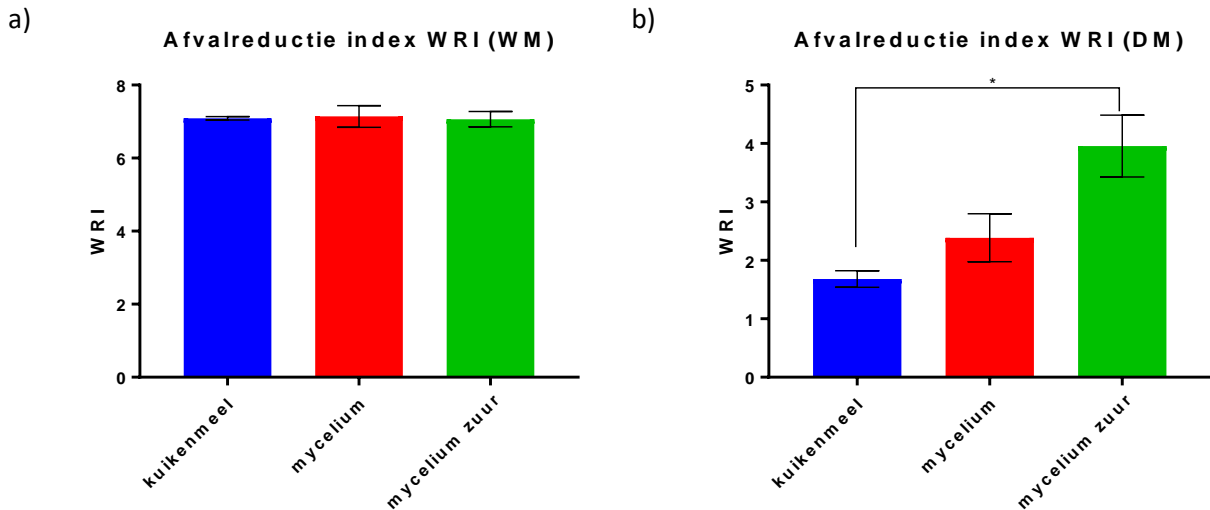 a)
Afvalreductie index WRI (WM)
8
6
4
2
0
WRI
kuikenmeel
mycelium
mycelium zuur
b)
Afvalreductie index WRI (DM)
*
5
4
3
2
1
0
WRI
kuikenmeel
mycelium
mycelium zuur